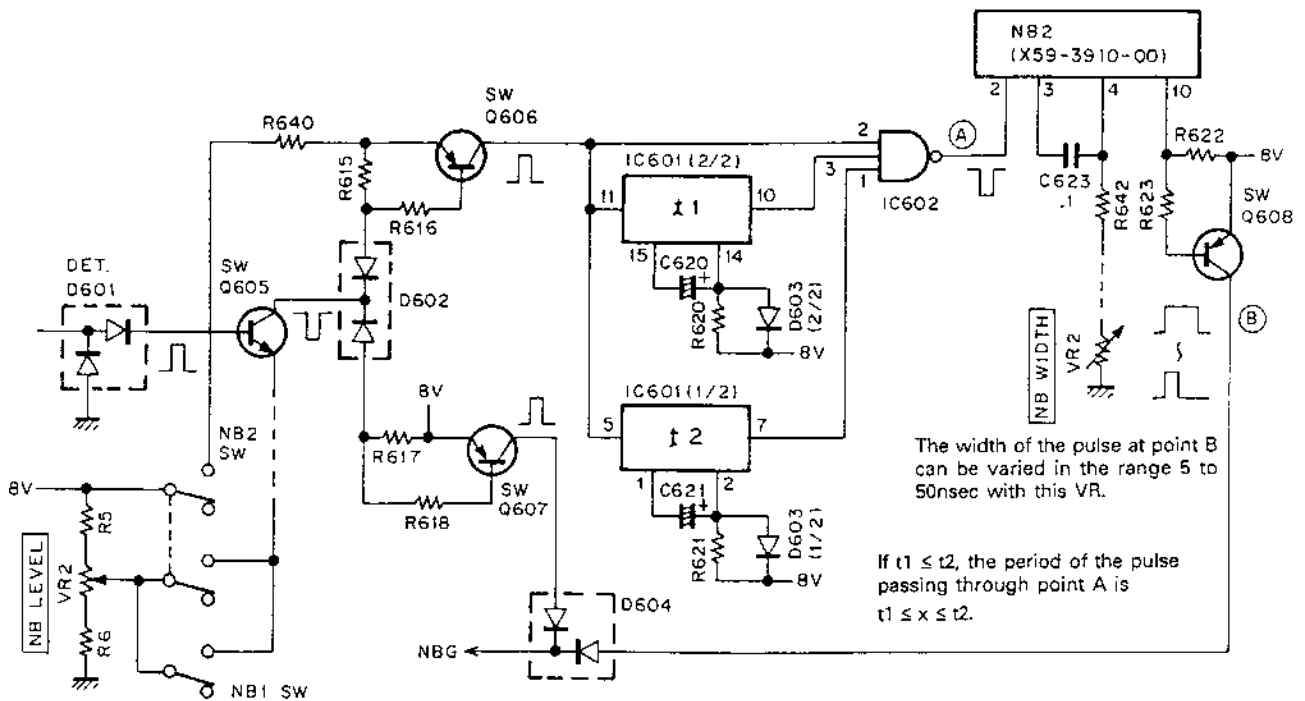 NB2
(X59-3910-00)
2
3
4
10
SW
Q606
R640
R615
R616
2
3
1
IC602
A
IC601 (2/2)
11
t1
10
15
14
C620
+
R620
D603
(2/2)
8V
C623
.1
R642
R623
R622
8V
SW
Q608
DET.
D601
SW
Q605
D602
B
NB WIDTH
VR2
8V
R617
R618
SW
Q607
IC601 (1/2)
5
t2
7
1
2
C621
+
R621
D603
(1/2)
8V
The width of the pulse at point B
can be varied in the range 5 to
50nsec with this VR.
If t1 ≤ t2, the period of the pulse
passing through point A is
t1 ≤ x ≤ t2.
NB2
SW
8V
R5
NB LEVEL
VR2
R6
NB1 SW
D604
NBG